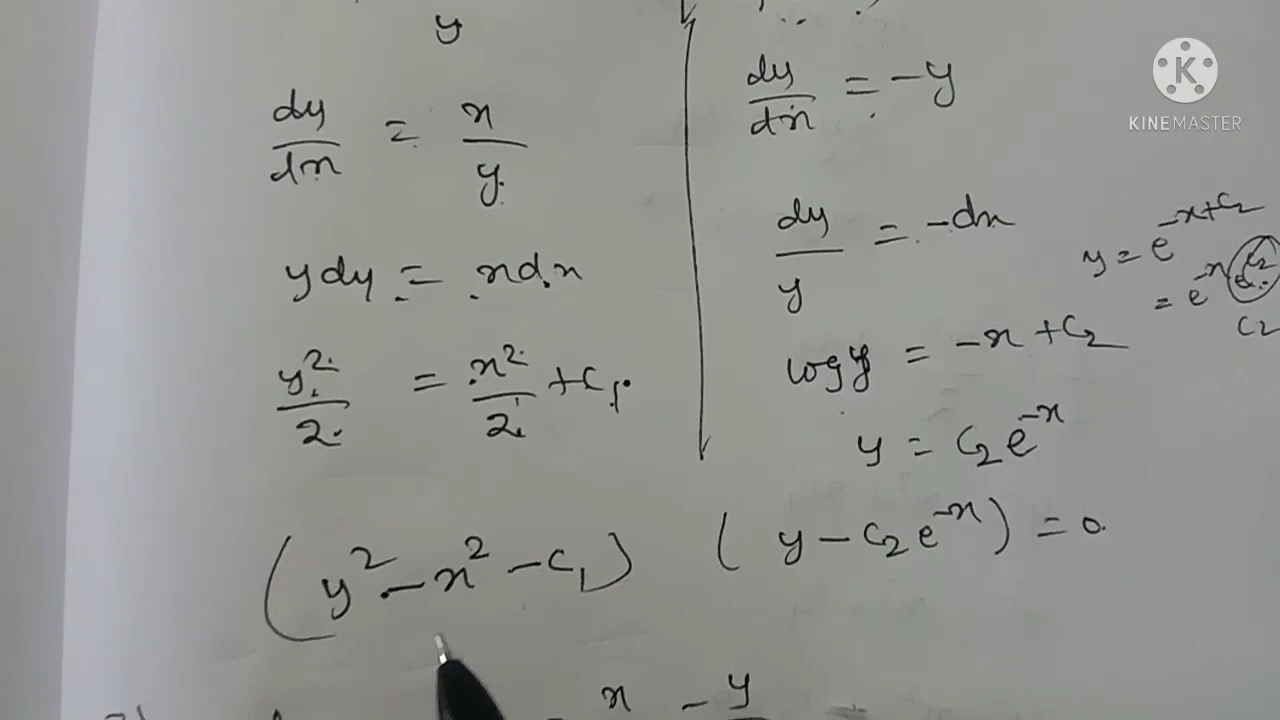 y
dy/dx = x/y
y dy = x dx
y²/2 = x²/2 + C₁
dy/dx = -y
dy/y = -dx
log y = -x + C₂
y = e^(-x+C₂)
= e^(-x) e^(C₂)
C₂
y = C₂e^(-x)
(y² - x² - C₁) (y - C₂e^(-x)) = 0
x - y
K
KINEMASTER